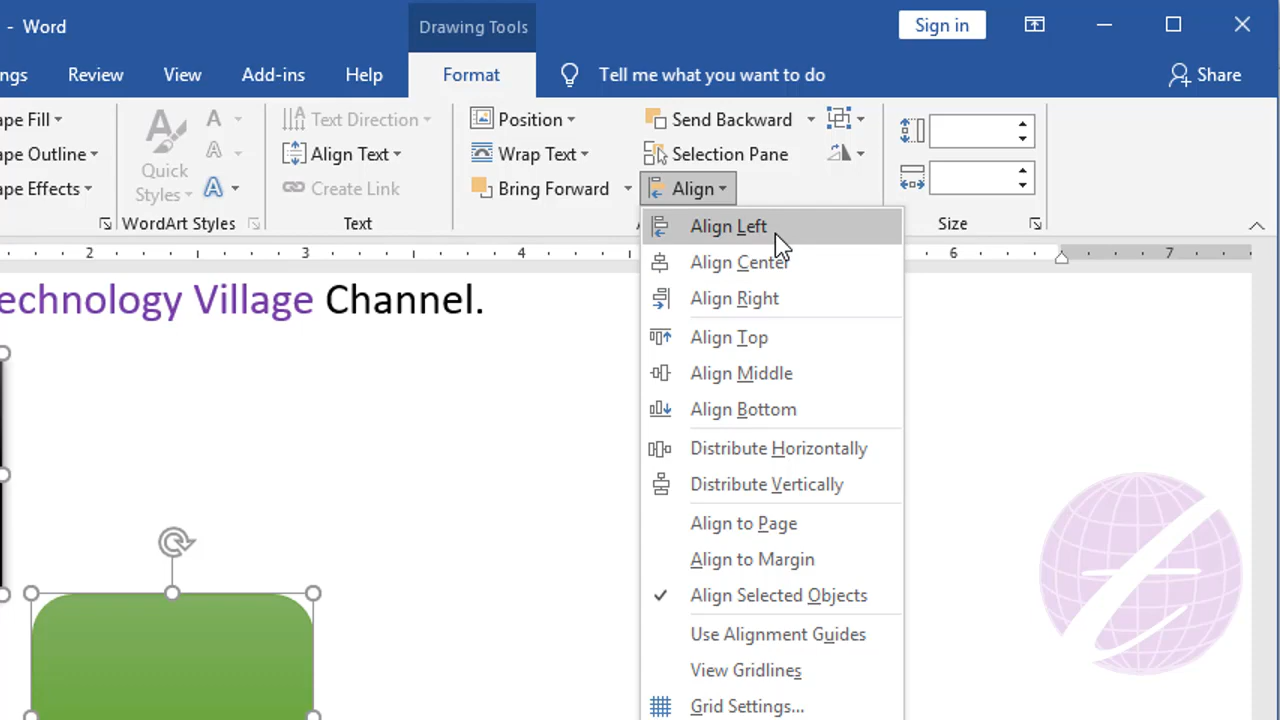 - Word
Drawing Tools
Sign in
ngs
Review
View
Add-ins
Help
Format
Tell me what you want to do
Share
ape Fill
ape Outline
ape Effects
Quick
Styles
WordArt Styles
Text Direction
Align Text
Create Link
Text
Position
Wrap Text
Bring Forward
Send Backward
Selection Pane
Align
Size
2
3
4
6
7
echnology Village Channel.
Align Left
Align Center
Align Right
Align Top
Align Middle
Align Bottom
Distribute Horizontally
Distribute Vertically
Align to Page
Align to Margin
Align Selected Objects
Use Alignment Guides
View Gridlines
Grid Settings...